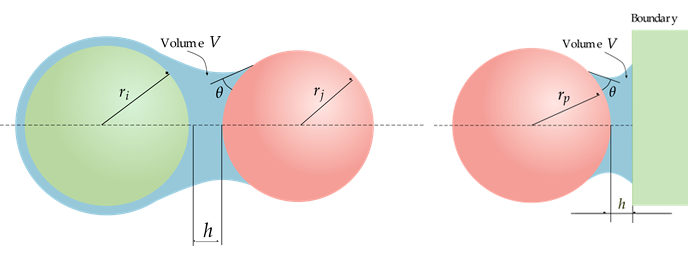 Boundary
Volume V
r_i
θ
r_j
h
Volume V
r_p
θ
h